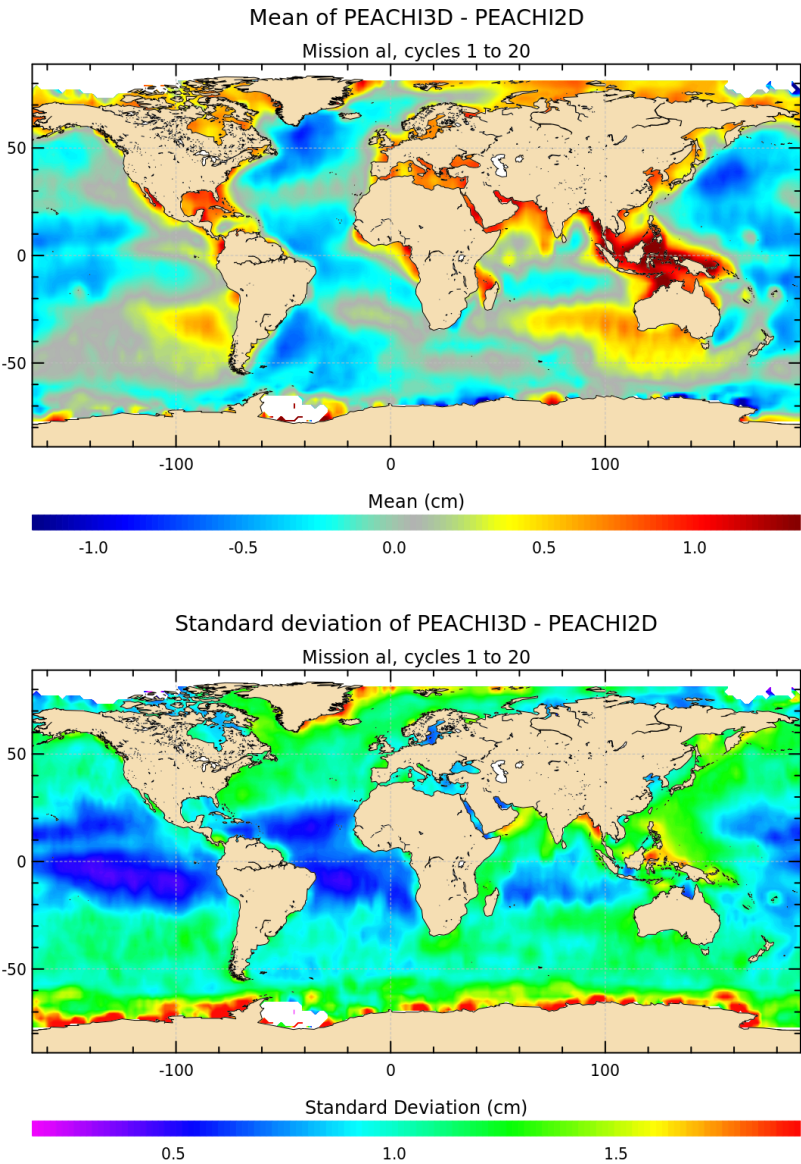 Mean of PEACHI3D - PEACHI2D
Mission al, cycles 1 to 20
50
0
-50
-100 0 100
Mean (cm)
-1.0 -0.5 0.0 0.5 1.0
Standard deviation of PEACHI3D - PEACHI2D
Mission al, cycles 1 to 20
50
0
-50
-100 0 100
Standard Deviation (cm)
0.5 1.0 1.5